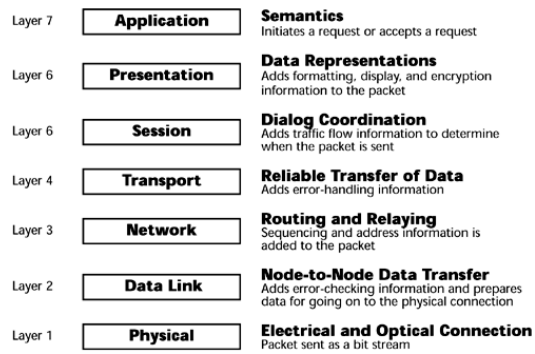 Layer 7 Application Semantics
Initiates a request or accepts a request
Layer 6 Presentation Data Representations
Adds formatting, display, and encryption
information to the packet
Layer 6 Session Dialog Coordination
Adds traffic flow information to determine
when the packet is sent
Layer 4 Transport Reliable Transfer of Data
Adds error-handling information
Layer 3 Network Routing and Relaying
Sequencing and address information is
added to the packet
Layer 2 Data Link Node-to-Node Data Transfer
Adds error-checking information and prepares
data for going on to the physical connection
Layer 1 Physical Electrical and Optical Connection
Packet sent as a bit stream